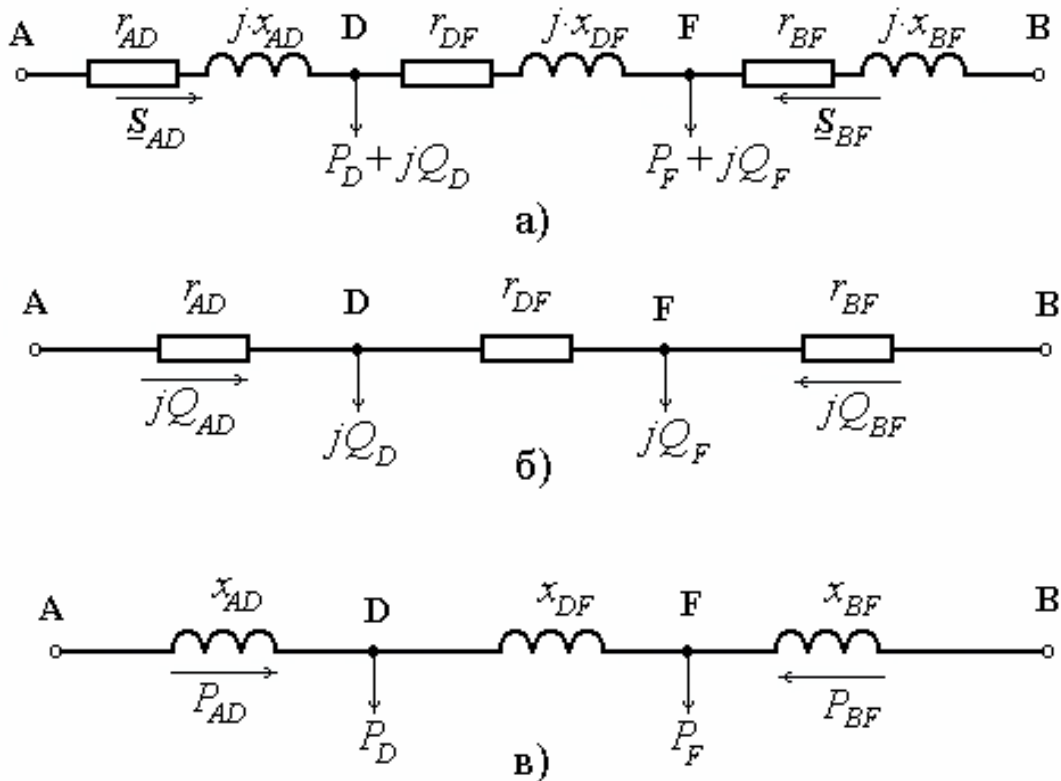 A r_AD j·x_AD D r_DF j·x_DF F r_BF j·x_BF B
S_AD S_BF
P_D + jQ_D P_F + jQ_F
а)
A r_AD D r_DF F r_BF B
jQ_AD jQ_BF
jQ_D jQ_F
б)
A x_AD D x_DF F x_BF B
P_AD P_BF
P_D P_F
в)